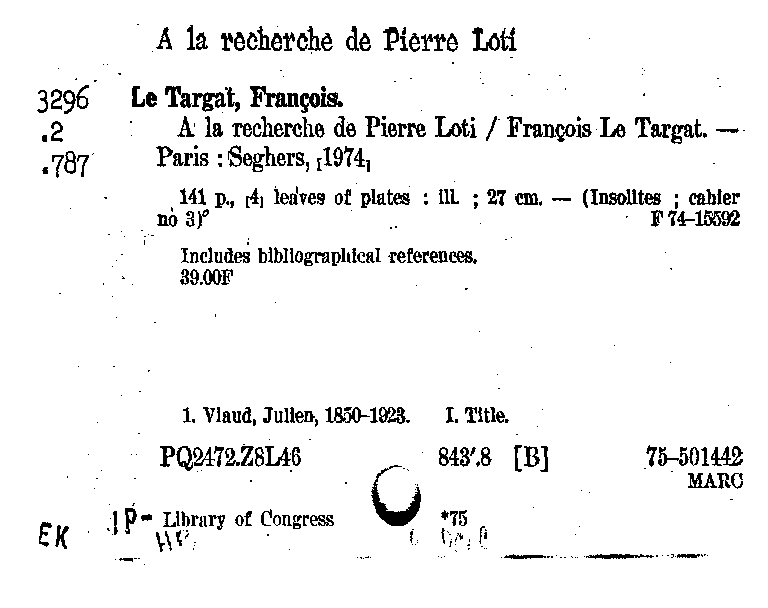 A la recherche de Pierre Loti
3296 Le Targat, François.
.2 A la recherche de Pierre Loti / François Le Targat. —
.787 Paris : Seghers, [1974]
141 p., [4] leaves of plates : ill. ; 27 cm. — (Insolites ; cahier
no 3) F 74-15592
Includes bibliographical references.
39.00F
1. Viaud, Julien, 1850-1923. I. Title.
PQ2472.Z8L46 843'.8 [B] 75-501442
MARC
EK Library of Congress *75